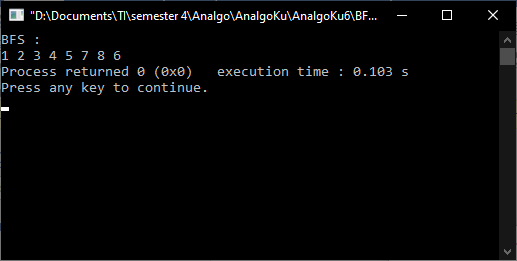 "D:\Documents\TI\semester 4\Analgo\AnalgoKu\AnalgoKu6\BF...
BFS :
1 2 3 4 5 7 8 6
Process returned 0 (0x0)   execution time : 0.103 s
Press any key to continue.